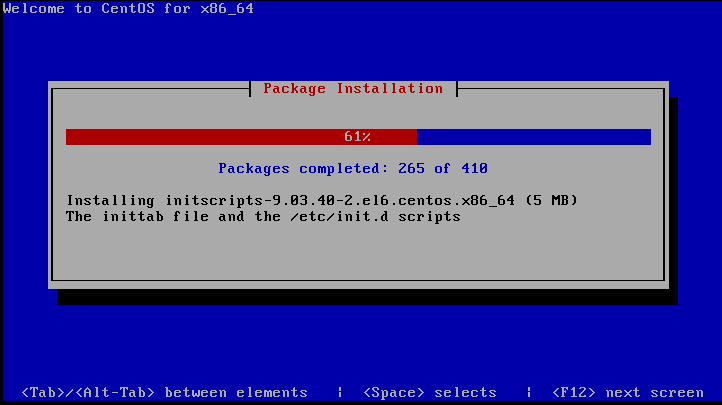 Welcome to CentOS for x86_64
Package Installation
61%
Packages completed: 265 of 410
Installing initscripts-9.03.40-2.el6.centos.x86_64 (5 MB)
The inittab file and the /etc/init.d scripts
<Tab>/<Alt-Tab> between elements | <Space> selects | <F12> next screen